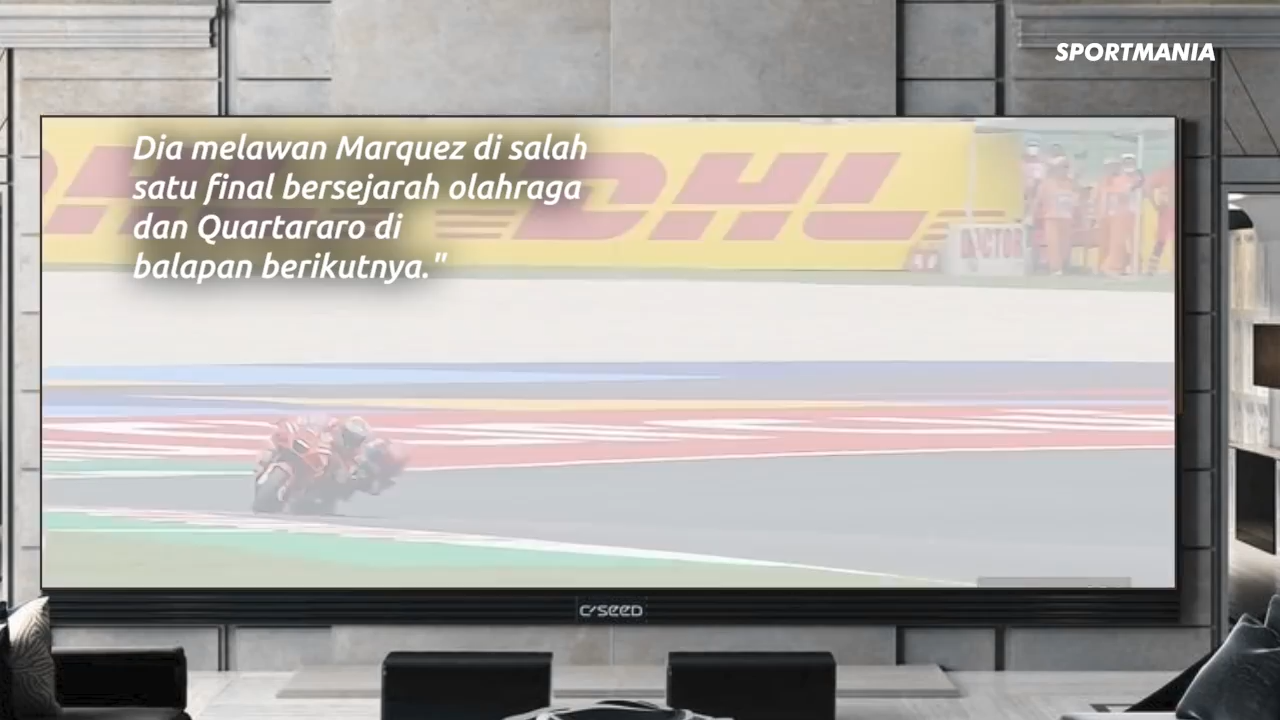 SPORTMANIA
Dia melawan Marquez di salah
satu final bersejarah olahraga
dan Quartararo di
balapan berikutnya."
DHL
C SEED